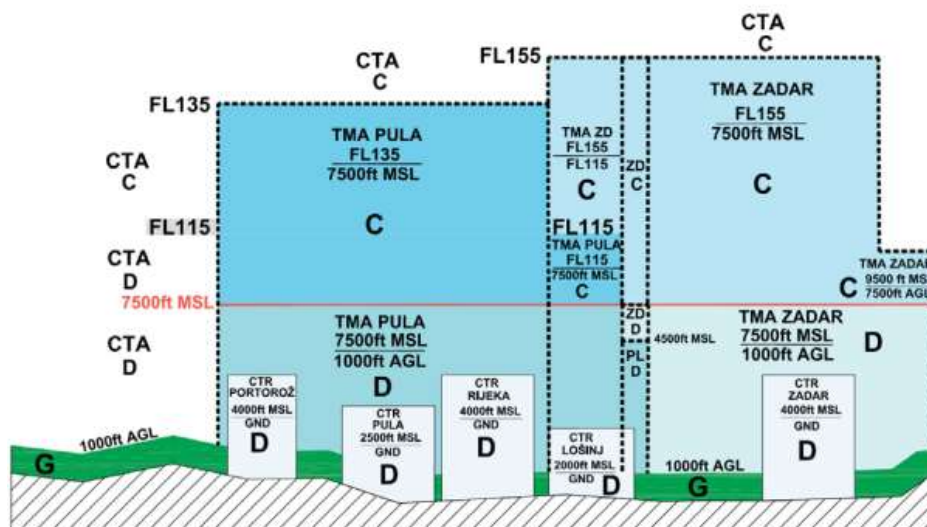 CTA
C
FL155
CTA
C
FL135
TMA PULA
FL135
7500ft MSL
C
TMA ZD
FL155
FL115
C
ZD
C
TMA ZADAR
FL155
7500ft MSL
C
CTA
C
FL115
FL115
TMA PULA
FL115
7500ft MSL
C
CTA
D
7500ft MSL
TMA ZADAR
9500 ft MS
7500ft AGL
C
CTA
D
TMA PULA
7500ft MSL
1000ft AGL
D
ZD
D
4500ft MSL
PL
D
TMA ZADAR
7500ft MSL
1000ft AGL
D
CTR
PORTOROŽ
4000ft MSL
GND
D
CTR
PULA
2500ft MSL
GND
D
CTR
RIJEKA
4000ft MSL
GND
D
CTR
LOŠINJ
2000ft MSL
GND
D
CTR
ZADAR
4000ft MSL
GND
D
1000ft AGL
G
1000ft AGL
G